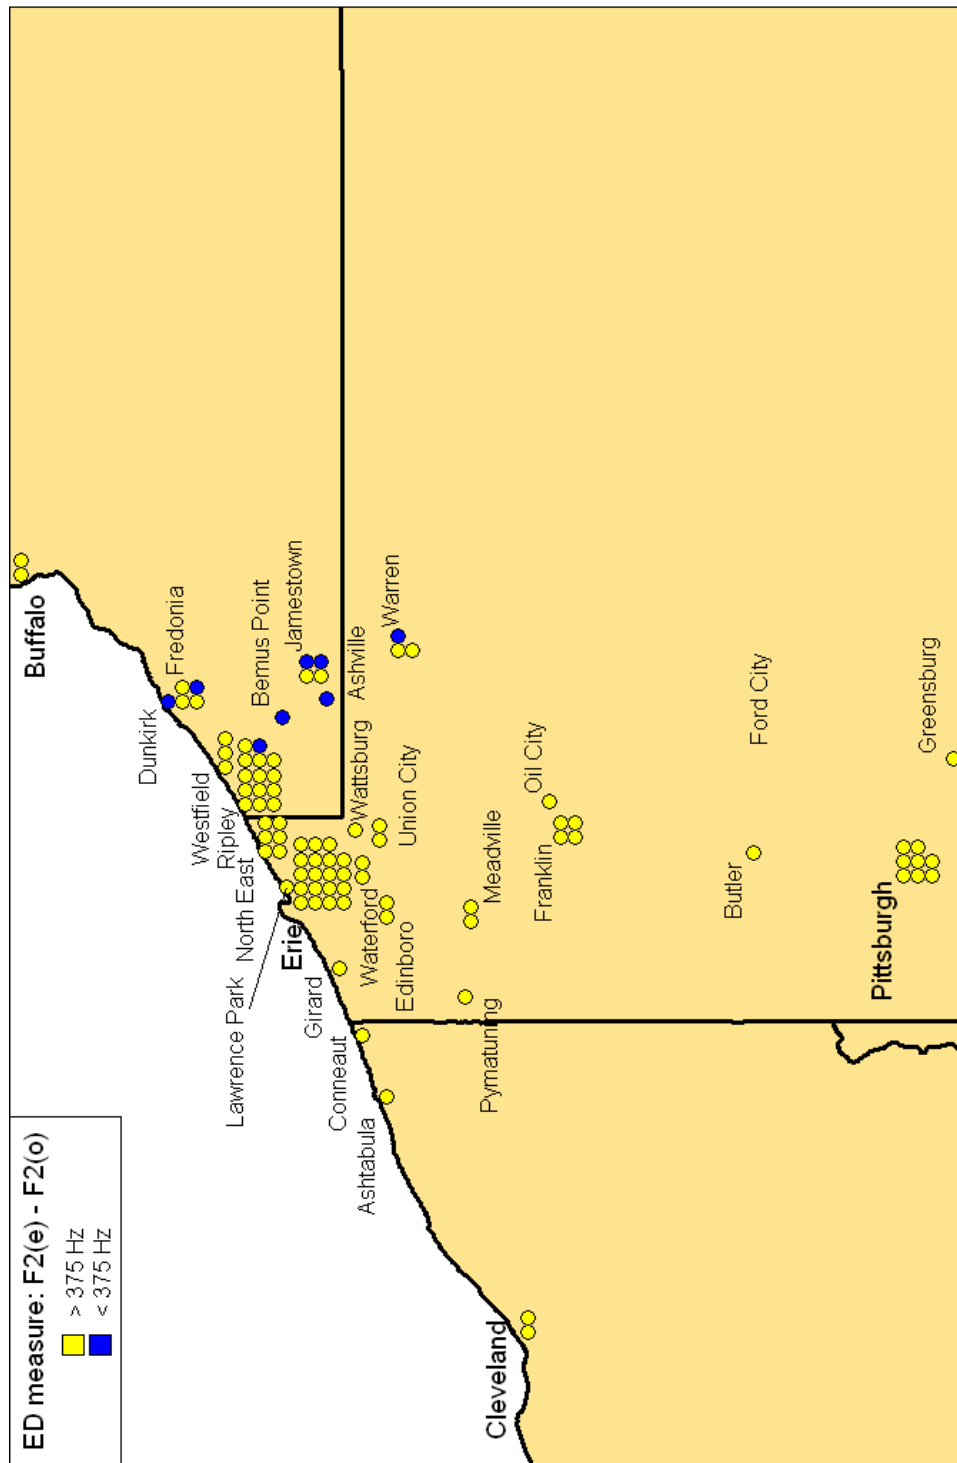 ED measure: F2(e) - F2(o)
> 375 Hz
< 375 Hz
Buffalo
Dunkirk
Fredonia
Westfield
Ripley
Bemus Point
Jamestown
North East
Lawrence Park
Erie
Ashville
Wattsburg
Warren
Girard
Waterford
Union City
Conneaut
Edinboro
Ashtabula
Meadville
Pymatuning
Cleveland
Oil City
Franklin
Butler
Ford City
Pittsburgh
Greensburg